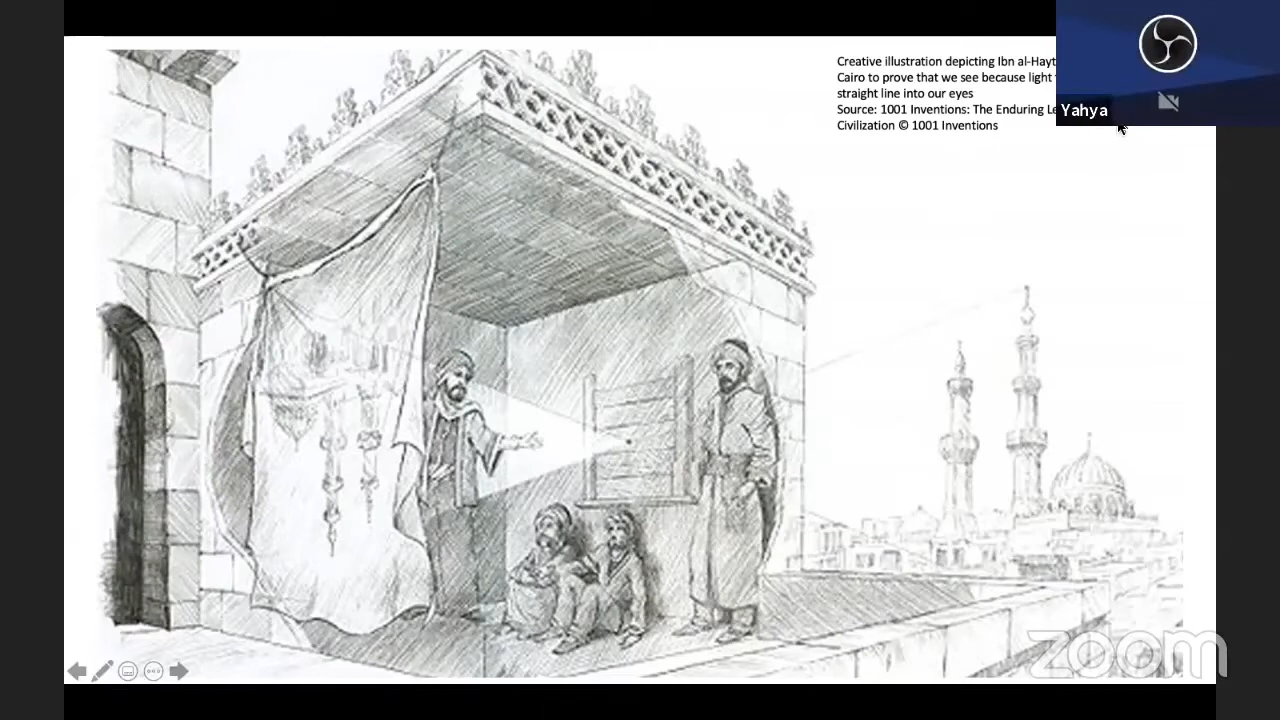 Creative illustration depicting Ibn al-Hayt
Cairo to prove that we see because light
straight line into our eyes
Source: 1001 Inventions: The Enduring Le
Civilization © 1001 Inventions
Yahya
zoom